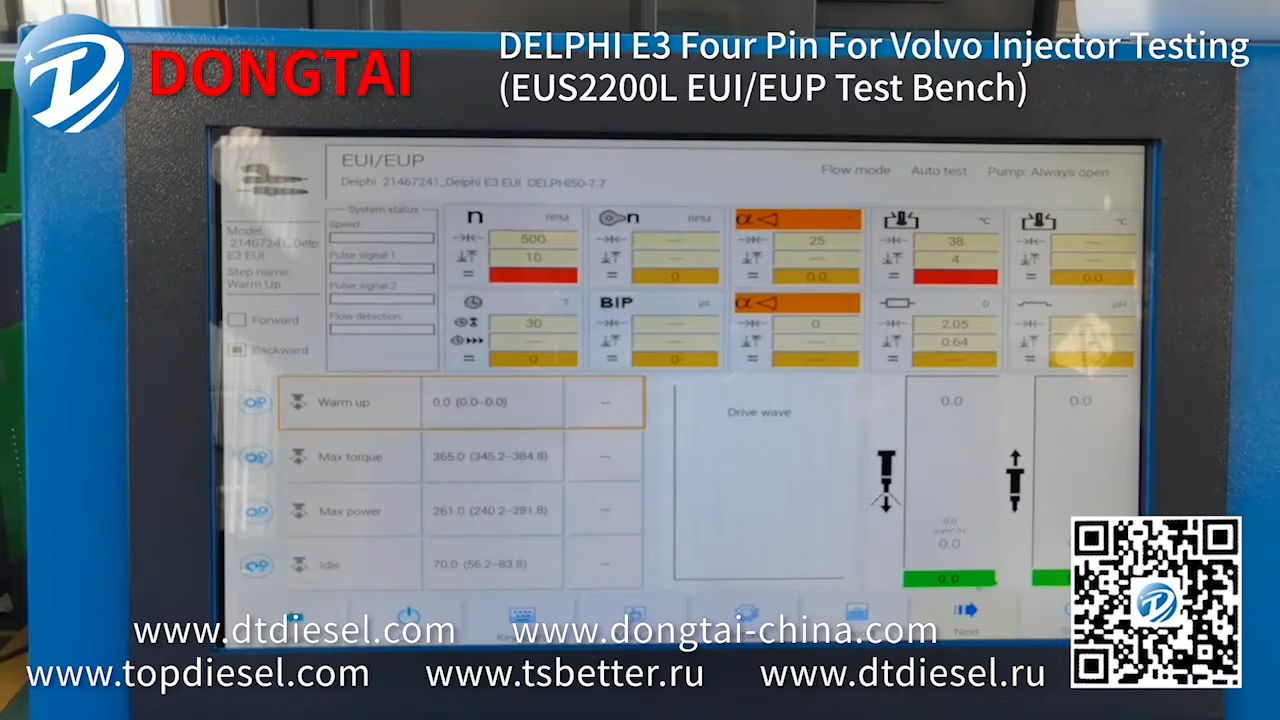 DONGTAI
DELPHI E3 Four Pin For Volvo Injector Testing
(EUS2200L EUI/EUP Test Bench)
EUI/EUP
Delphi 21467241_Delphi E3 EUI DELPHI50-7.7
Flow mode Auto test Pump: Always open
Model:
21467241_Delp
E3 EUI
Step name:
Warm Up
Forward
Backward
System status
Speed
Pulse signal 1
Pulse signal 2
Flow detection
n RPM
500
10
n RPM
---
---
0
α
25
---
0.0
°C
38
4
°C
---
---
0.0
T
30
---
0
BIP µs
---
---
0
α
0
---
---
Ω
2.05
0.64
---
µH
---
---
Warm up 0.0 (0.0--0.0) --
Max torque 365.0 (345.2--384.8) --
Max power 261.0 (240.2--281.8) --
Idle 70.0 (56.2--83.8) --
Drive wave
0.0
0.0
0.0
0.0
Next
www.dtdiesel.com www.dongtai-china.com
www.topdiesel.com www.tsbetter.ru www.dtdiesel.ru